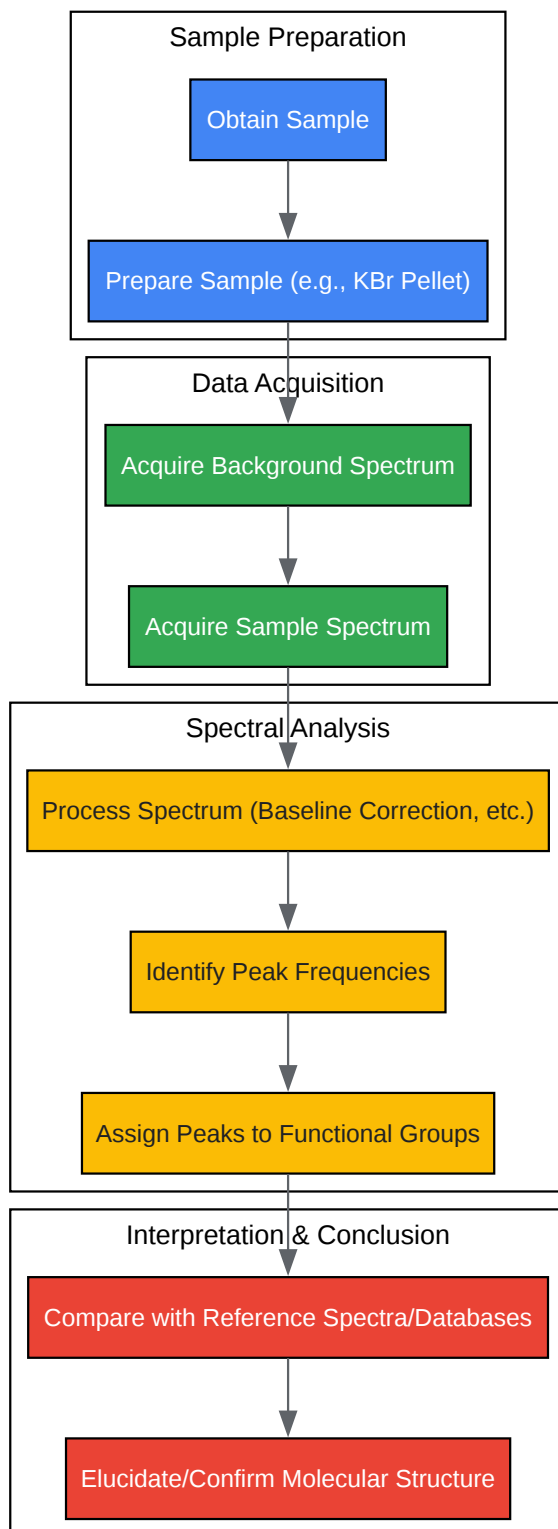 Sample Preparation
Obtain Sample
Prepare Sample (e.g., KBr Pellet)
Data Acquisition
Acquire Background Spectrum
Acquire Sample Spectrum
Spectral Analysis
Process Spectrum (Baseline Correction, etc.)
Identify Peak Frequencies
Assign Peaks to Functional Groups
Interpretation & Conclusion
Compare with Reference Spectra/Databases
Elucidate/Confirm Molecular Structure